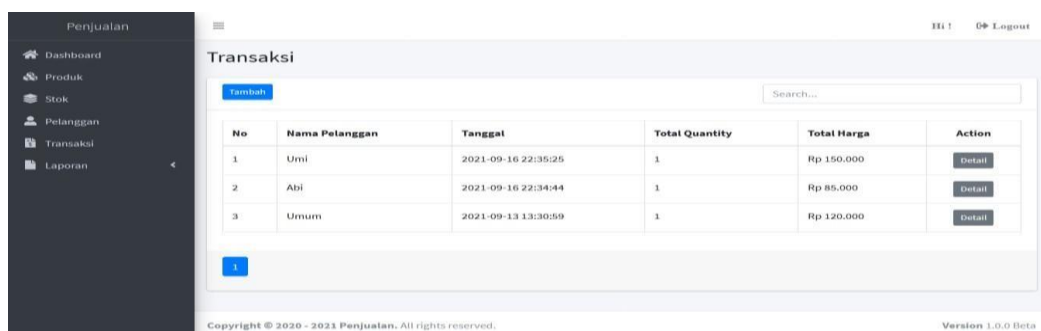 Penjualan
Hi !
Logout
Dashboard
Produk
Stok
Pelanggan
Transaksi
Laporan
Transaksi
Tambah
Search...
No Nama Pelanggan Tanggal Total Quantity Total Harga Action
1 Umi 2021-09-16 22:35:25 1 Rp 150.000 Detail
2 Abi 2021-09-16 22:34:44 1 Rp 85.000 Detail
3 Umum 2021-09-13 13:30:59 1 Rp 120.000 Detail
1
Copyright © 2020 - 2021 Penjualan. All rights reserved.
Version 1.0.0 Beta